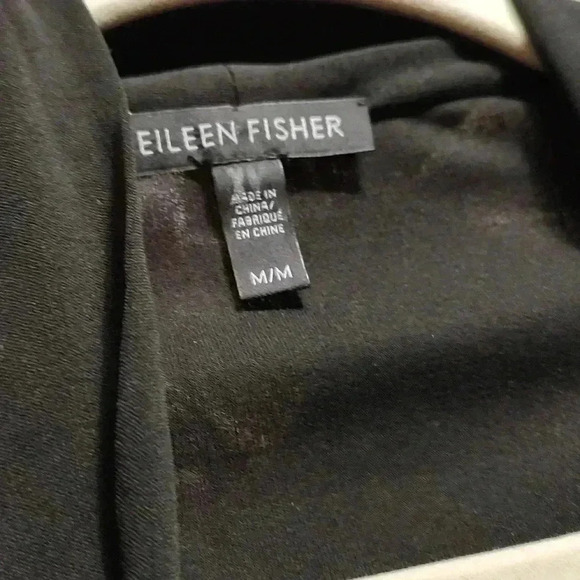 EILEEN FISHER
MADE IN
CHINA/
FABRIQUÉ
EN CHINE
M/M